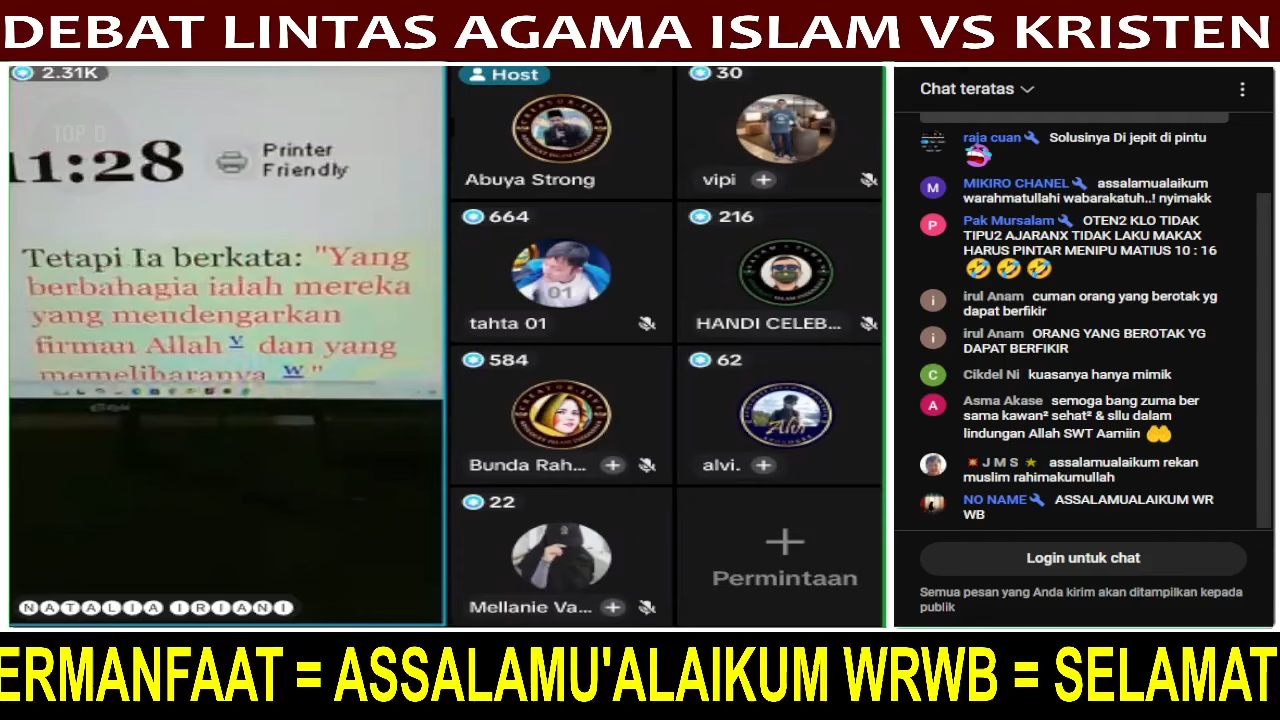 DEBAT LINTAS AGAMA ISLAM VS KRISTEN
2.31K
TOP D
11:28
Printer
Friendly
Tetapi Ia berkata: "Yang
berbahagia ialah mereka
yang mendengarkan
firman Allah v dan yang
memeliharanya w "
NATALIA IRIANI
Host
Abuya Strong
30
vipi
664
01
tahta 01
216
HANDI CELEB...
584
Bunda Rah...
62
Alvi
alvi.
22
Mellanie Va...
Permintaan
Chat teratas
raja cuan Solusinya Di jepit di pintu
MIKIRO CHANEL assalamualaikum
warahmatullahi wabarakatuh..! nyimakk
Pak Mursalam OTEN2 KLO TIDAK
TIPU2 AJARANX TIDAK LAKU MAKAX
HARUS PINTAR MENIPU MATIUS 10 : 16
🤣🤣🤣
irul Anam cuman orang yang berotak yg
dapat berfikir
irul Anam ORANG YANG BEROTAK YG
DAPAT BERFIKIR
Cikdel Ni kuasanya hanya mimik
Asma Akase semoga bang zuma ber
sama kawan² sehat² & sllu dalam
lindungan Allah SWT Aamiin 🤲
💥 J M S ⭐ assalamualaikum rekan
muslim rahimakumullah
NO NAME ASSALAMUALAIKUM WR
WB
Login untuk chat
Semua pesan yang Anda kirim akan ditampilkan kepada
publik
ERMANFAAT = ASSALAMU'ALAIKUM WRWB = SELAMAT